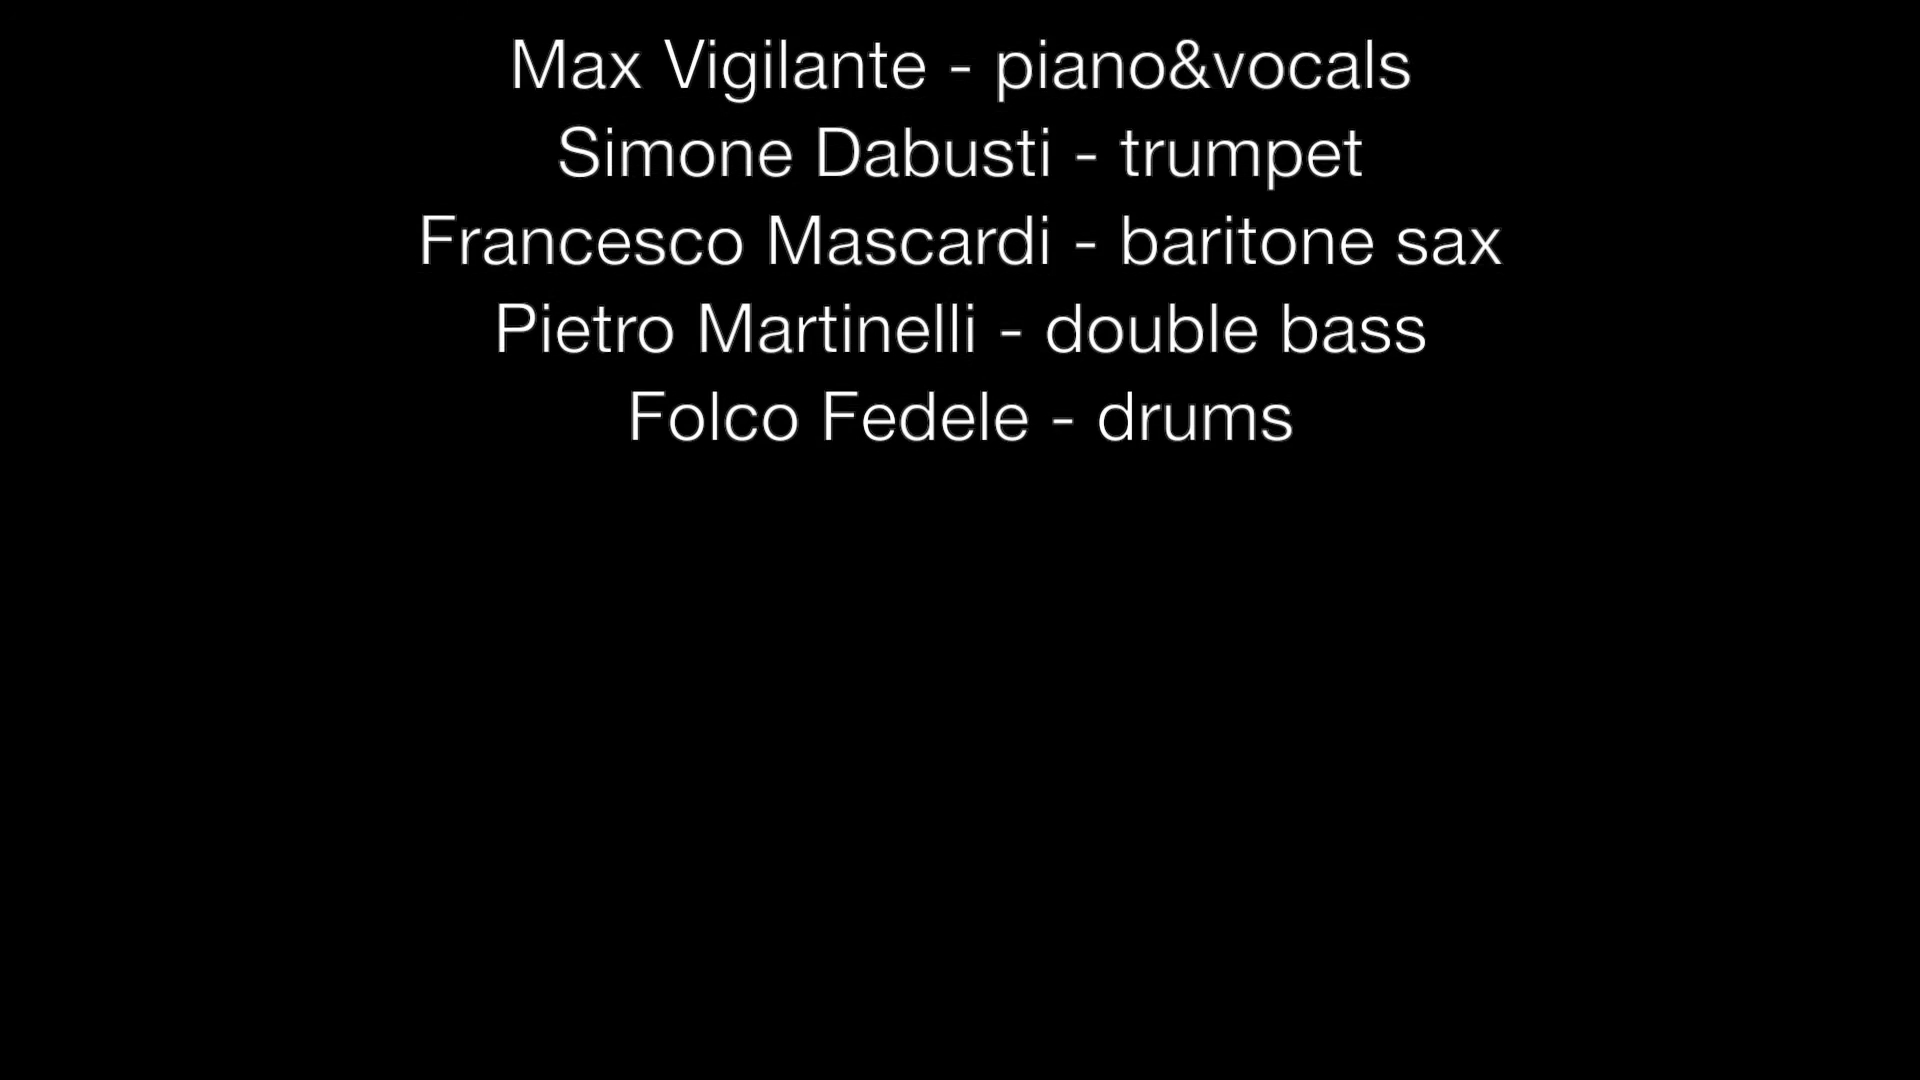 Max Vigilante - piano&vocals
Simone Dabusti - trumpet
Francesco Mascardi - baritone sax
Pietro Martinelli - double bass
Folco Fedele - drums